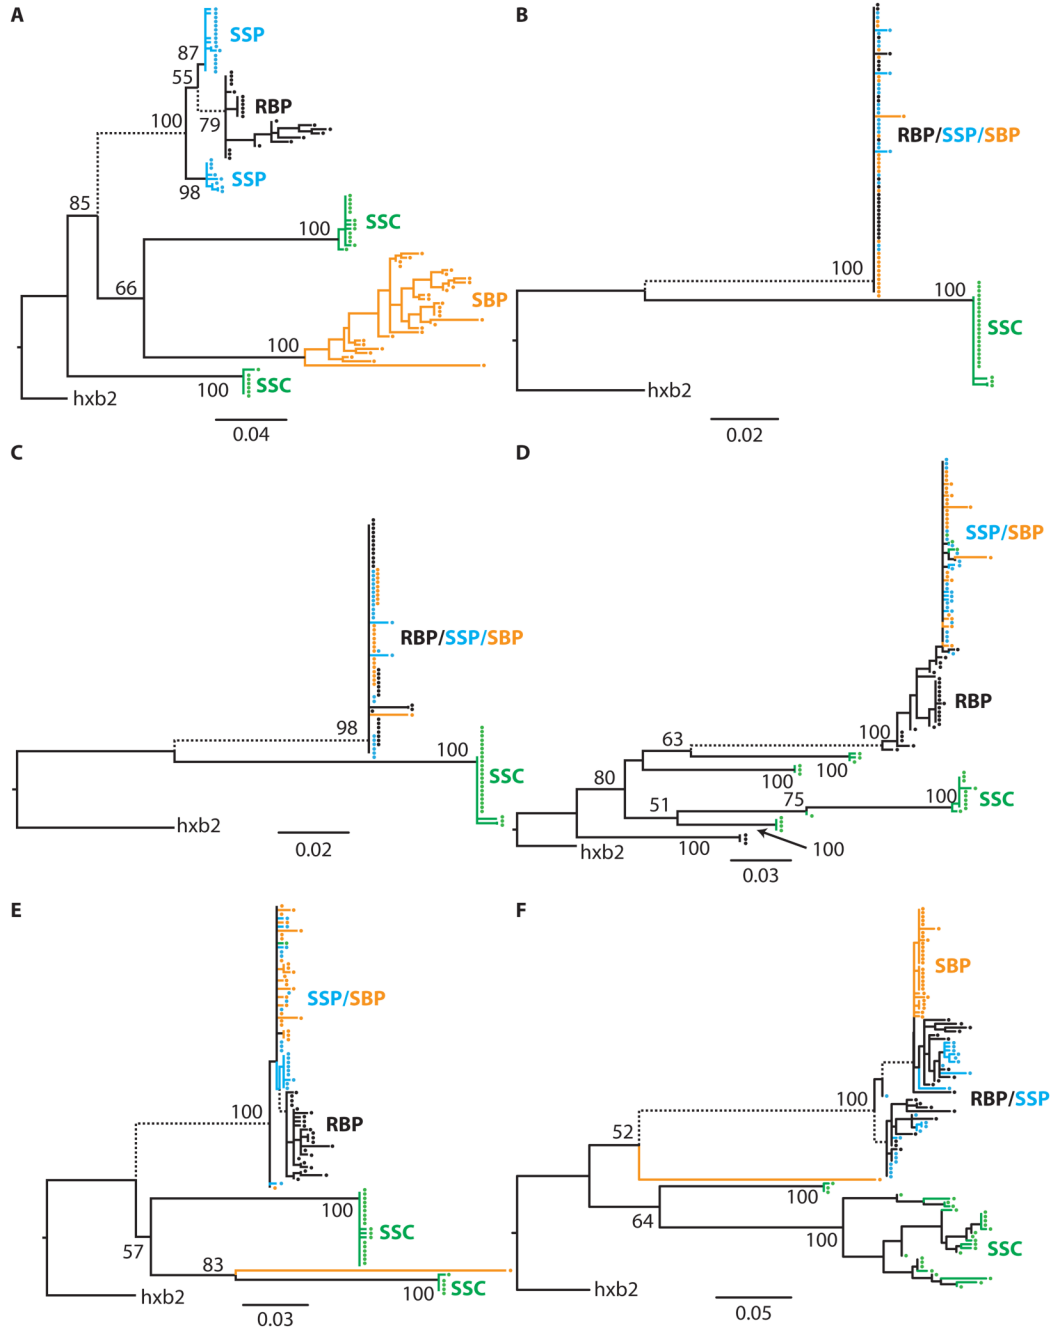 A
SSP
87
55
RBP
100
79
SSP
98
85
SSC
100
66
SBP
100
SSC
100
hxb2
0.04
B
RBP/SSP/SBP
100
100
SSC
hxb2
0.02
C
RBP/SSP/SBP
98
100
SSC
hxb2
0.02
D
SSP/SBP
RBP
100
63
100
100
80
75
100
SSC
51
100
hxb2
100
0.03
E
SSP/SBP
100
RBP
100
SSC
57
83
100
SSC
hxb2
0.03
F
SBP
100
RBP/SSP
52
100
64
100
SSC
hxb2
0.05